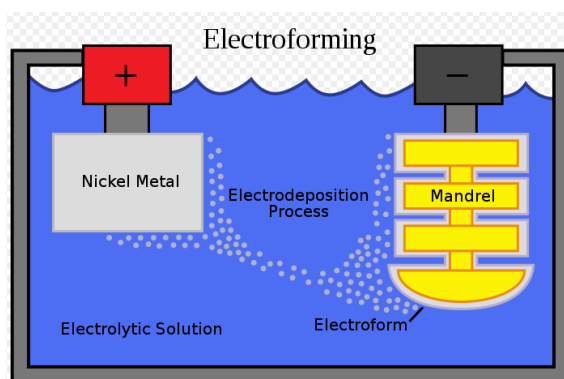 Electroforming
+
−
Nickel Metal
Electrodeposition
Process
Mandrel
Electrolytic Solution
Electroform